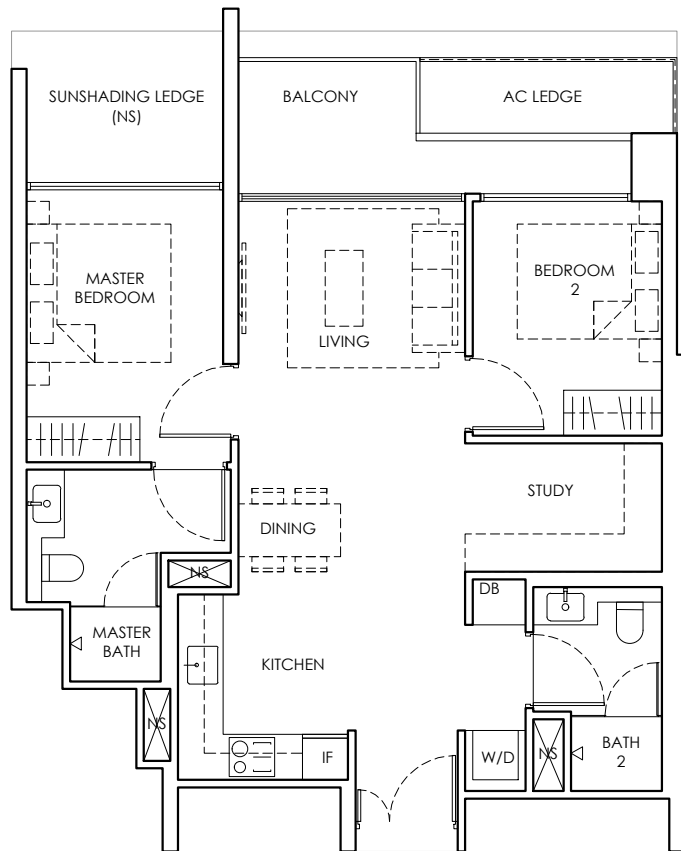 SUNSHADING LEDGE
(NS)
BALCONY
AC LEDGE
MASTER
BEDROOM
BEDROOM
2
LIVING
STUDY
DINING
NS
DB
MASTER
BATH
KITCHEN
NS
IF
W/D
NS
BATH
2